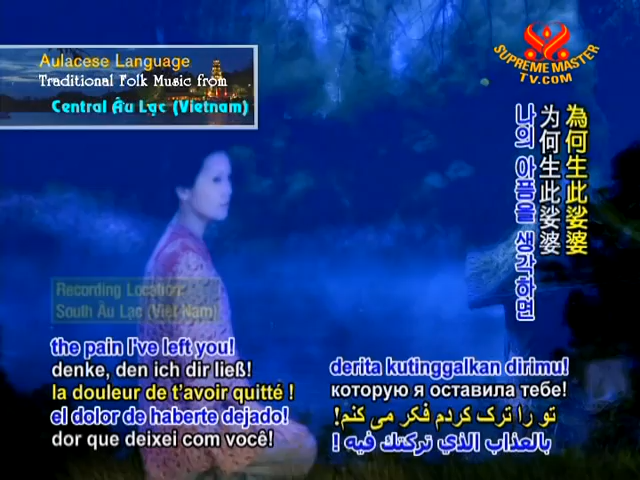 Aulacese Language
Traditional Folk Music from
Central Âu Lạc (Vietnam)
SUPREME MASTER
TV.COM
為何生此娑婆
为何生此娑婆
나의 아픔을 생각하면
Recording Location:
South Âu Lạc (Việt Nam)
the pain I've left you!
denke, den ich dir ließ!
la douleur de t'avoir quitté !
el dolor de haberte dejado!
dor que deixei com você!
derita kutinggalkan dirimu!
которую я оставила тебе!
تو را ترک کردم فکر می کنم!
بالعذاب الذي تركتك فيه !